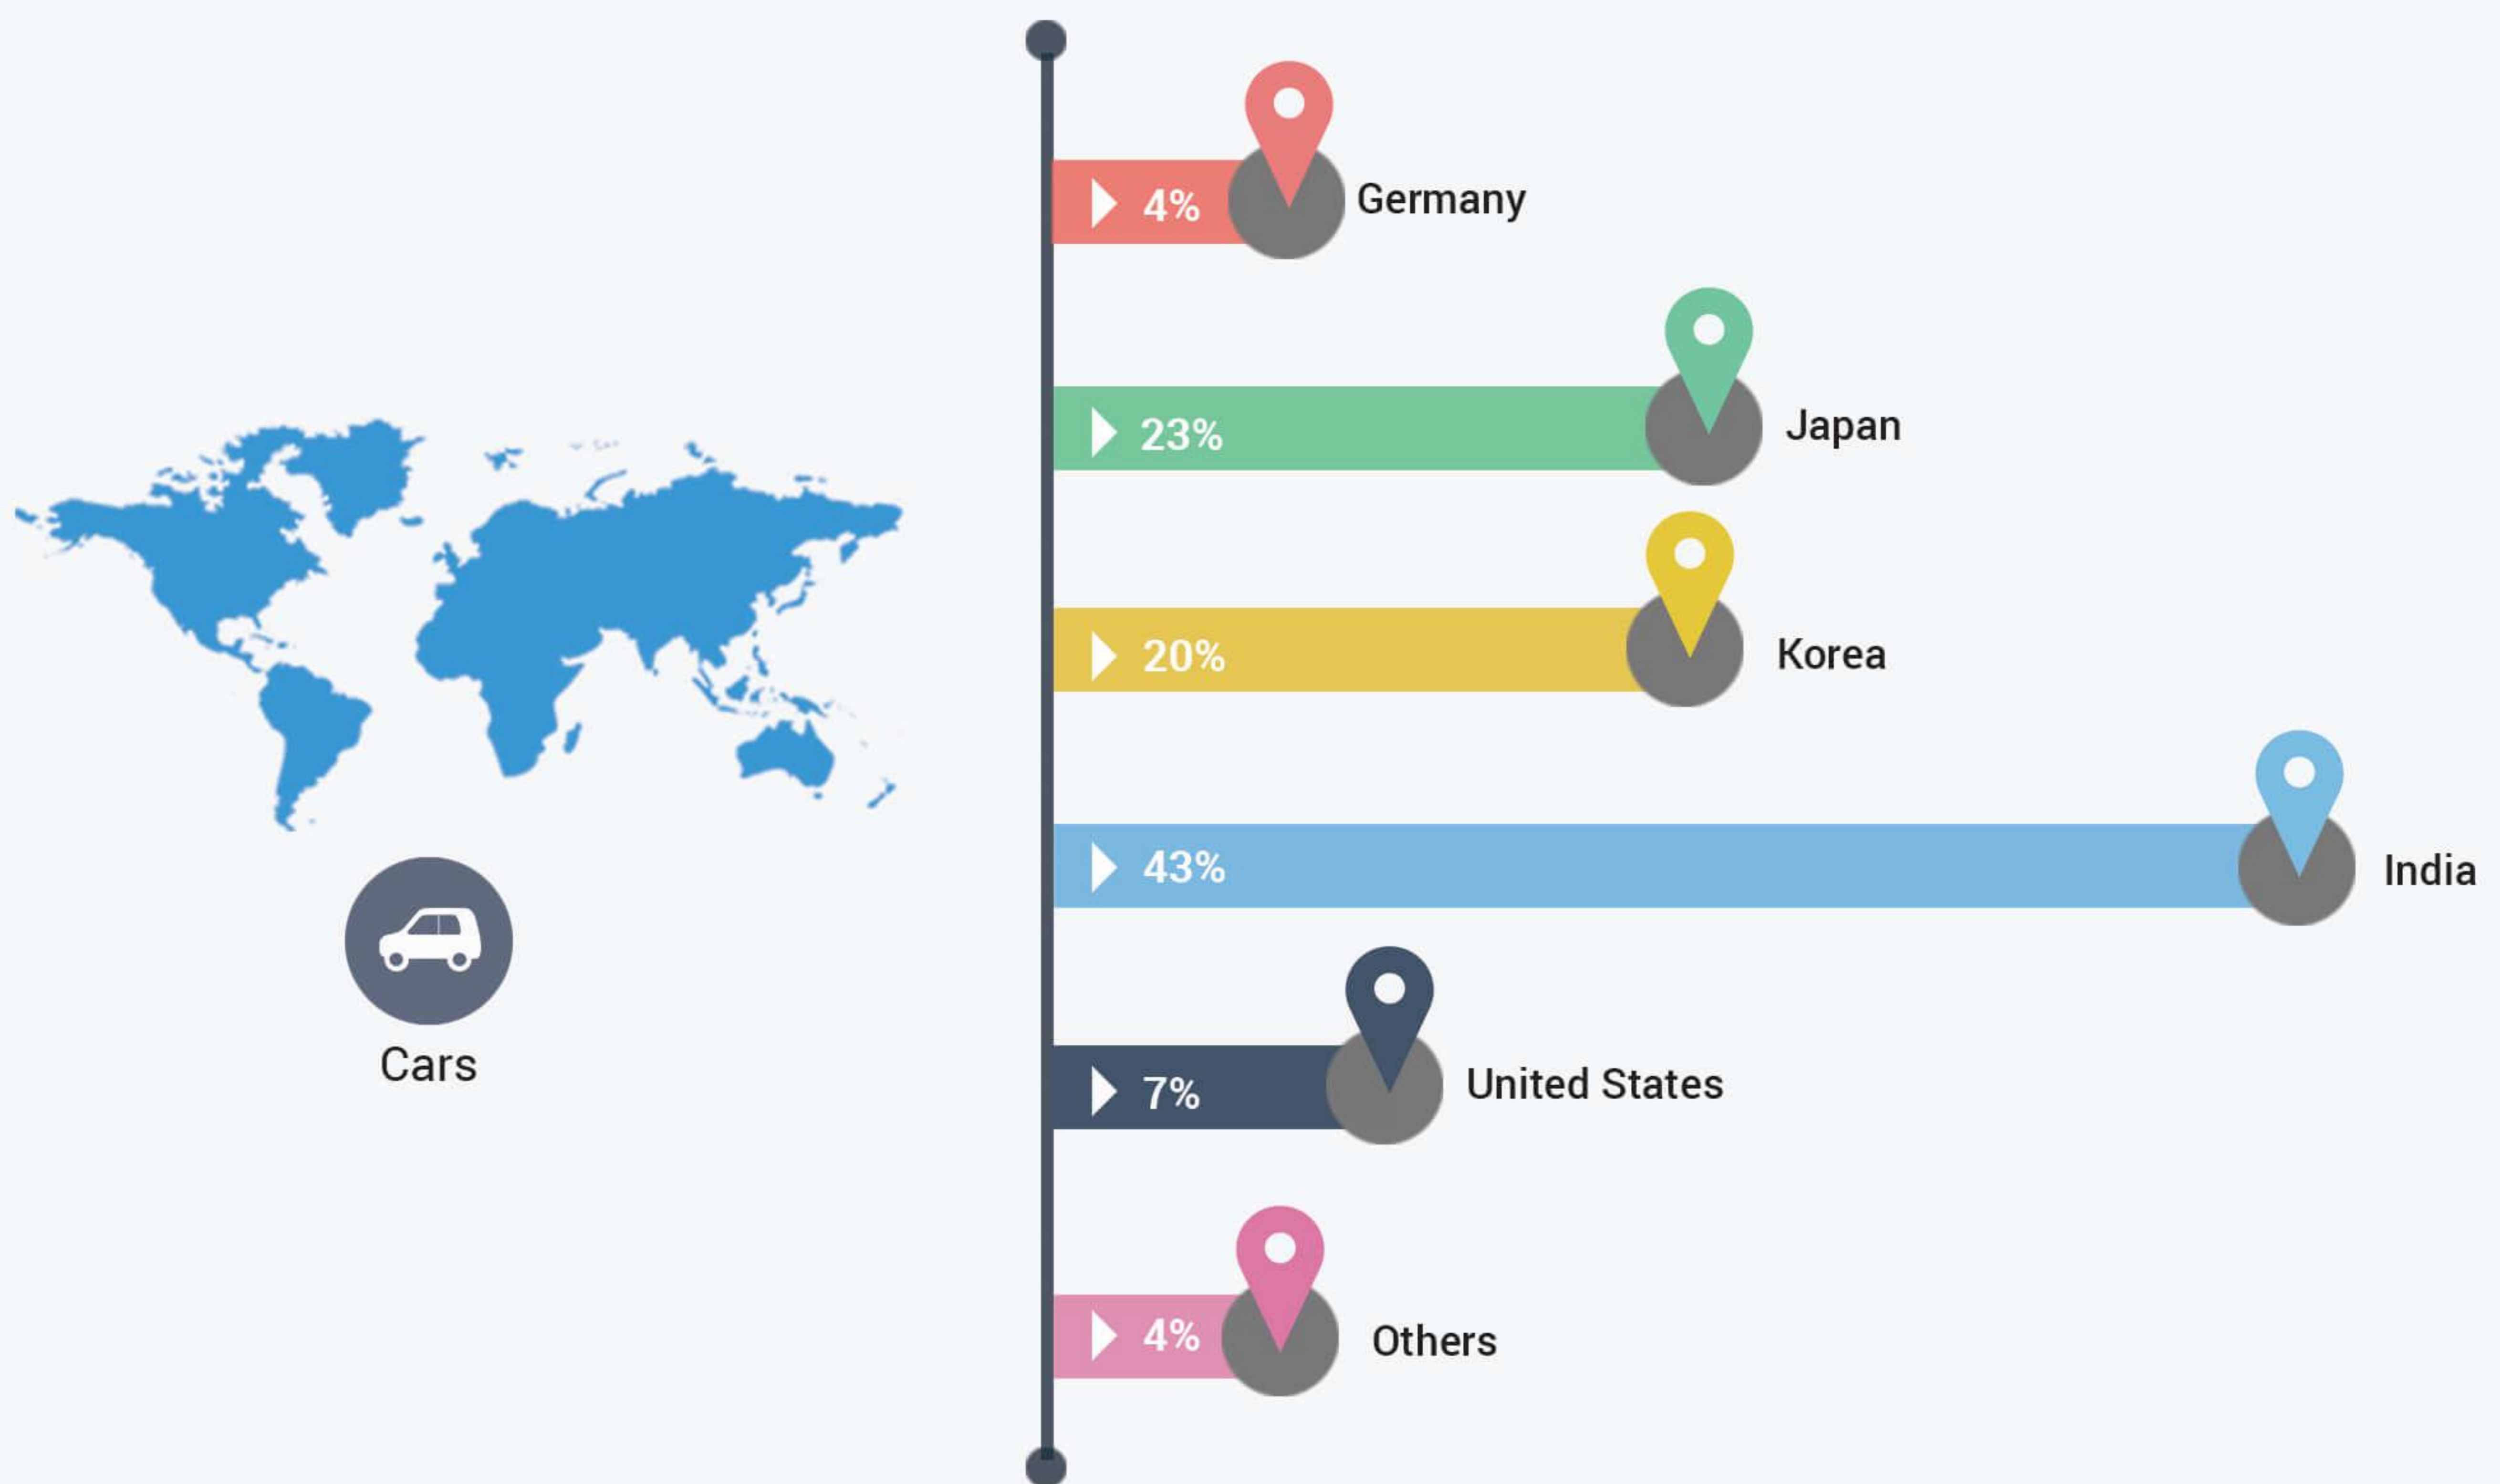 4% Germany
23% Japan
20% Korea
43% India
Cars
7% United States
4% Others